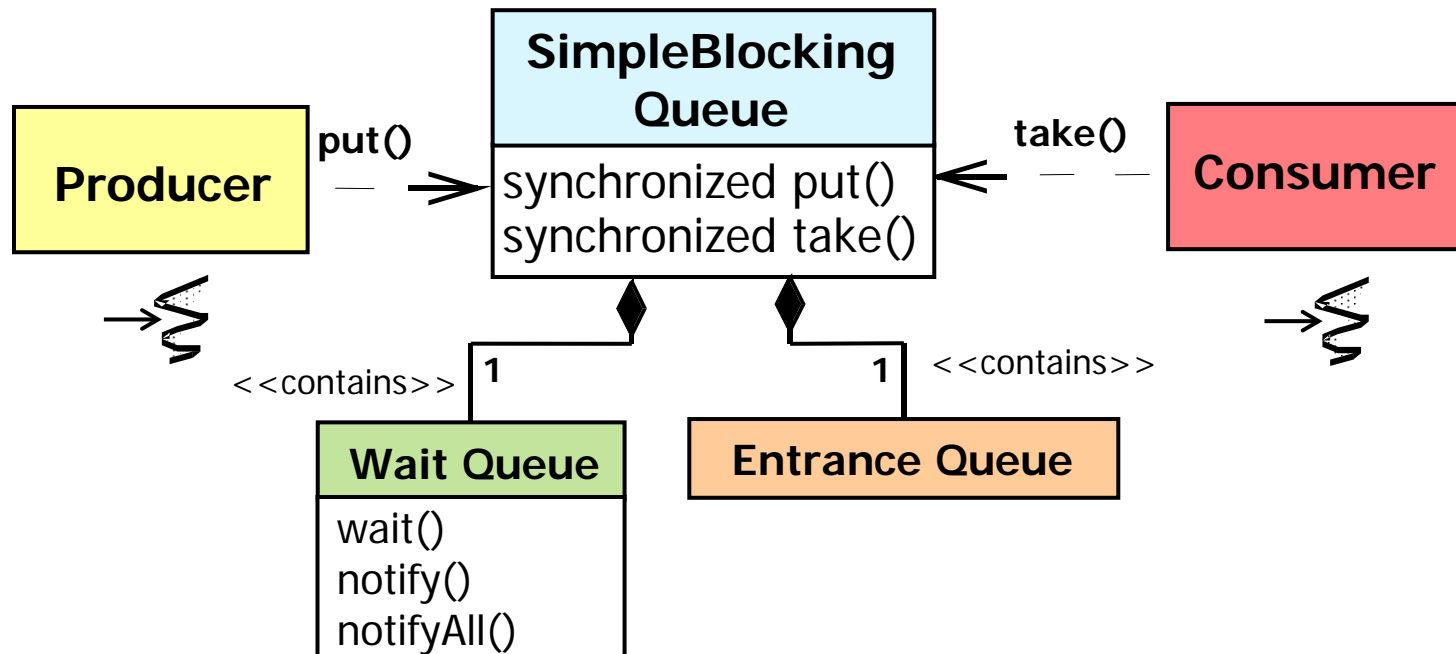 SimpleBlocking
Queue
synchronized put()
synchronized take()
Producer
put()
take()
Consumer
<<contains>>
1
1
<<contains>>
Wait Queue
wait()
notify()
notifyAll()
Entrance Queue